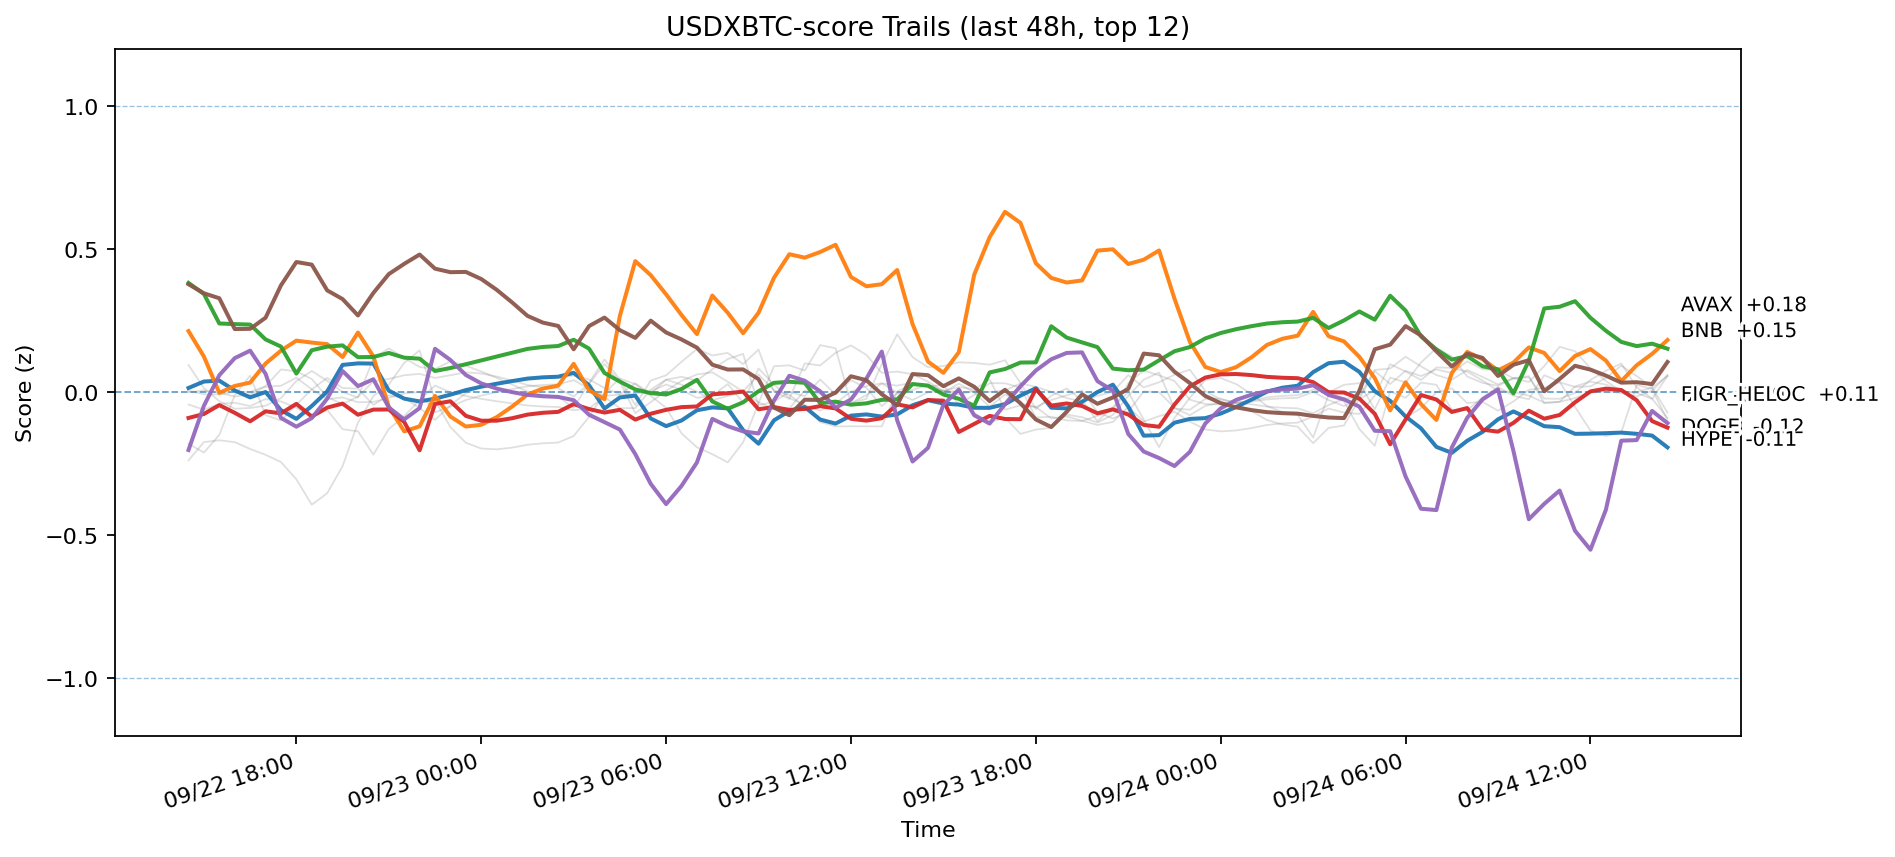 USDXBTC-score Trails (last 48h, top 12)
Score (z)
1.0
0.5
0.0
−0.5
−1.0
AVAX +0.18
BNB +0.15
FIGR_HELOC +0.11
DOGE -0.12
HYPE -0.11
09/22 18:00
09/23 00:00
09/23 06:00
09/23 12:00
09/23 18:00
09/24 00:00
09/24 06:00
09/24 12:00
Time